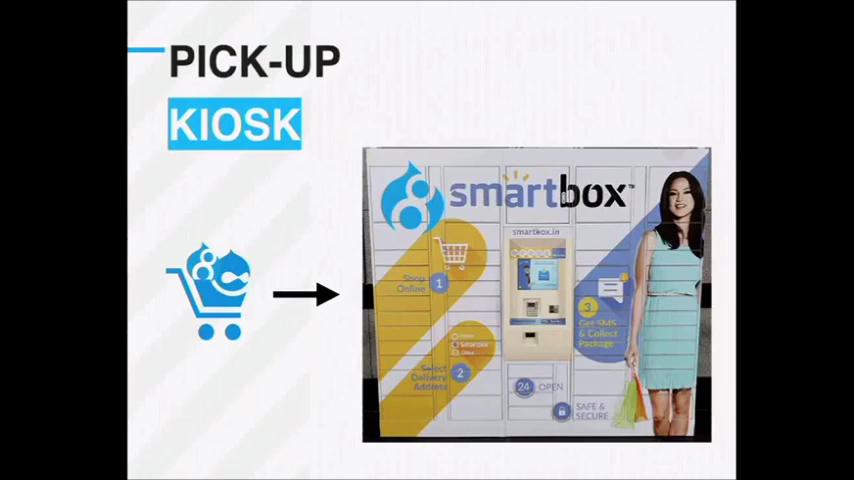 PICK-UP
KIOSK
smartbox™
smartbox.in
Shop
Online
1
Smartbox
Select
Delivery
Address
2
3
Get SMS
& Collect
Package
24 OPEN
SAFE &
SECURE